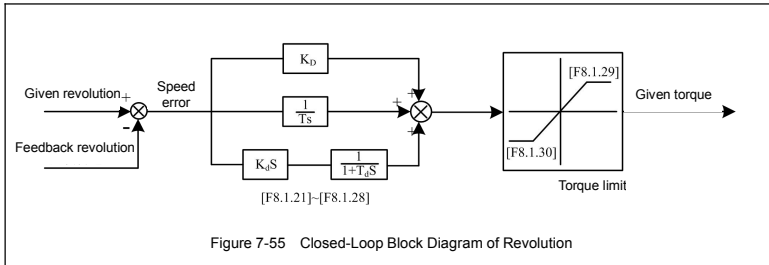 Given revolution
+
-
Feedback revolution
Speed
error
K_D
1
Ts
K_dS
1
1+T_dS
+
+
+
[F8.1.21]~[F8.1.28]
[F8.1.29]
[F8.1.30]
Torque limit
Given torque
Figure 7-55 Closed-Loop Block Diagram of Revolution